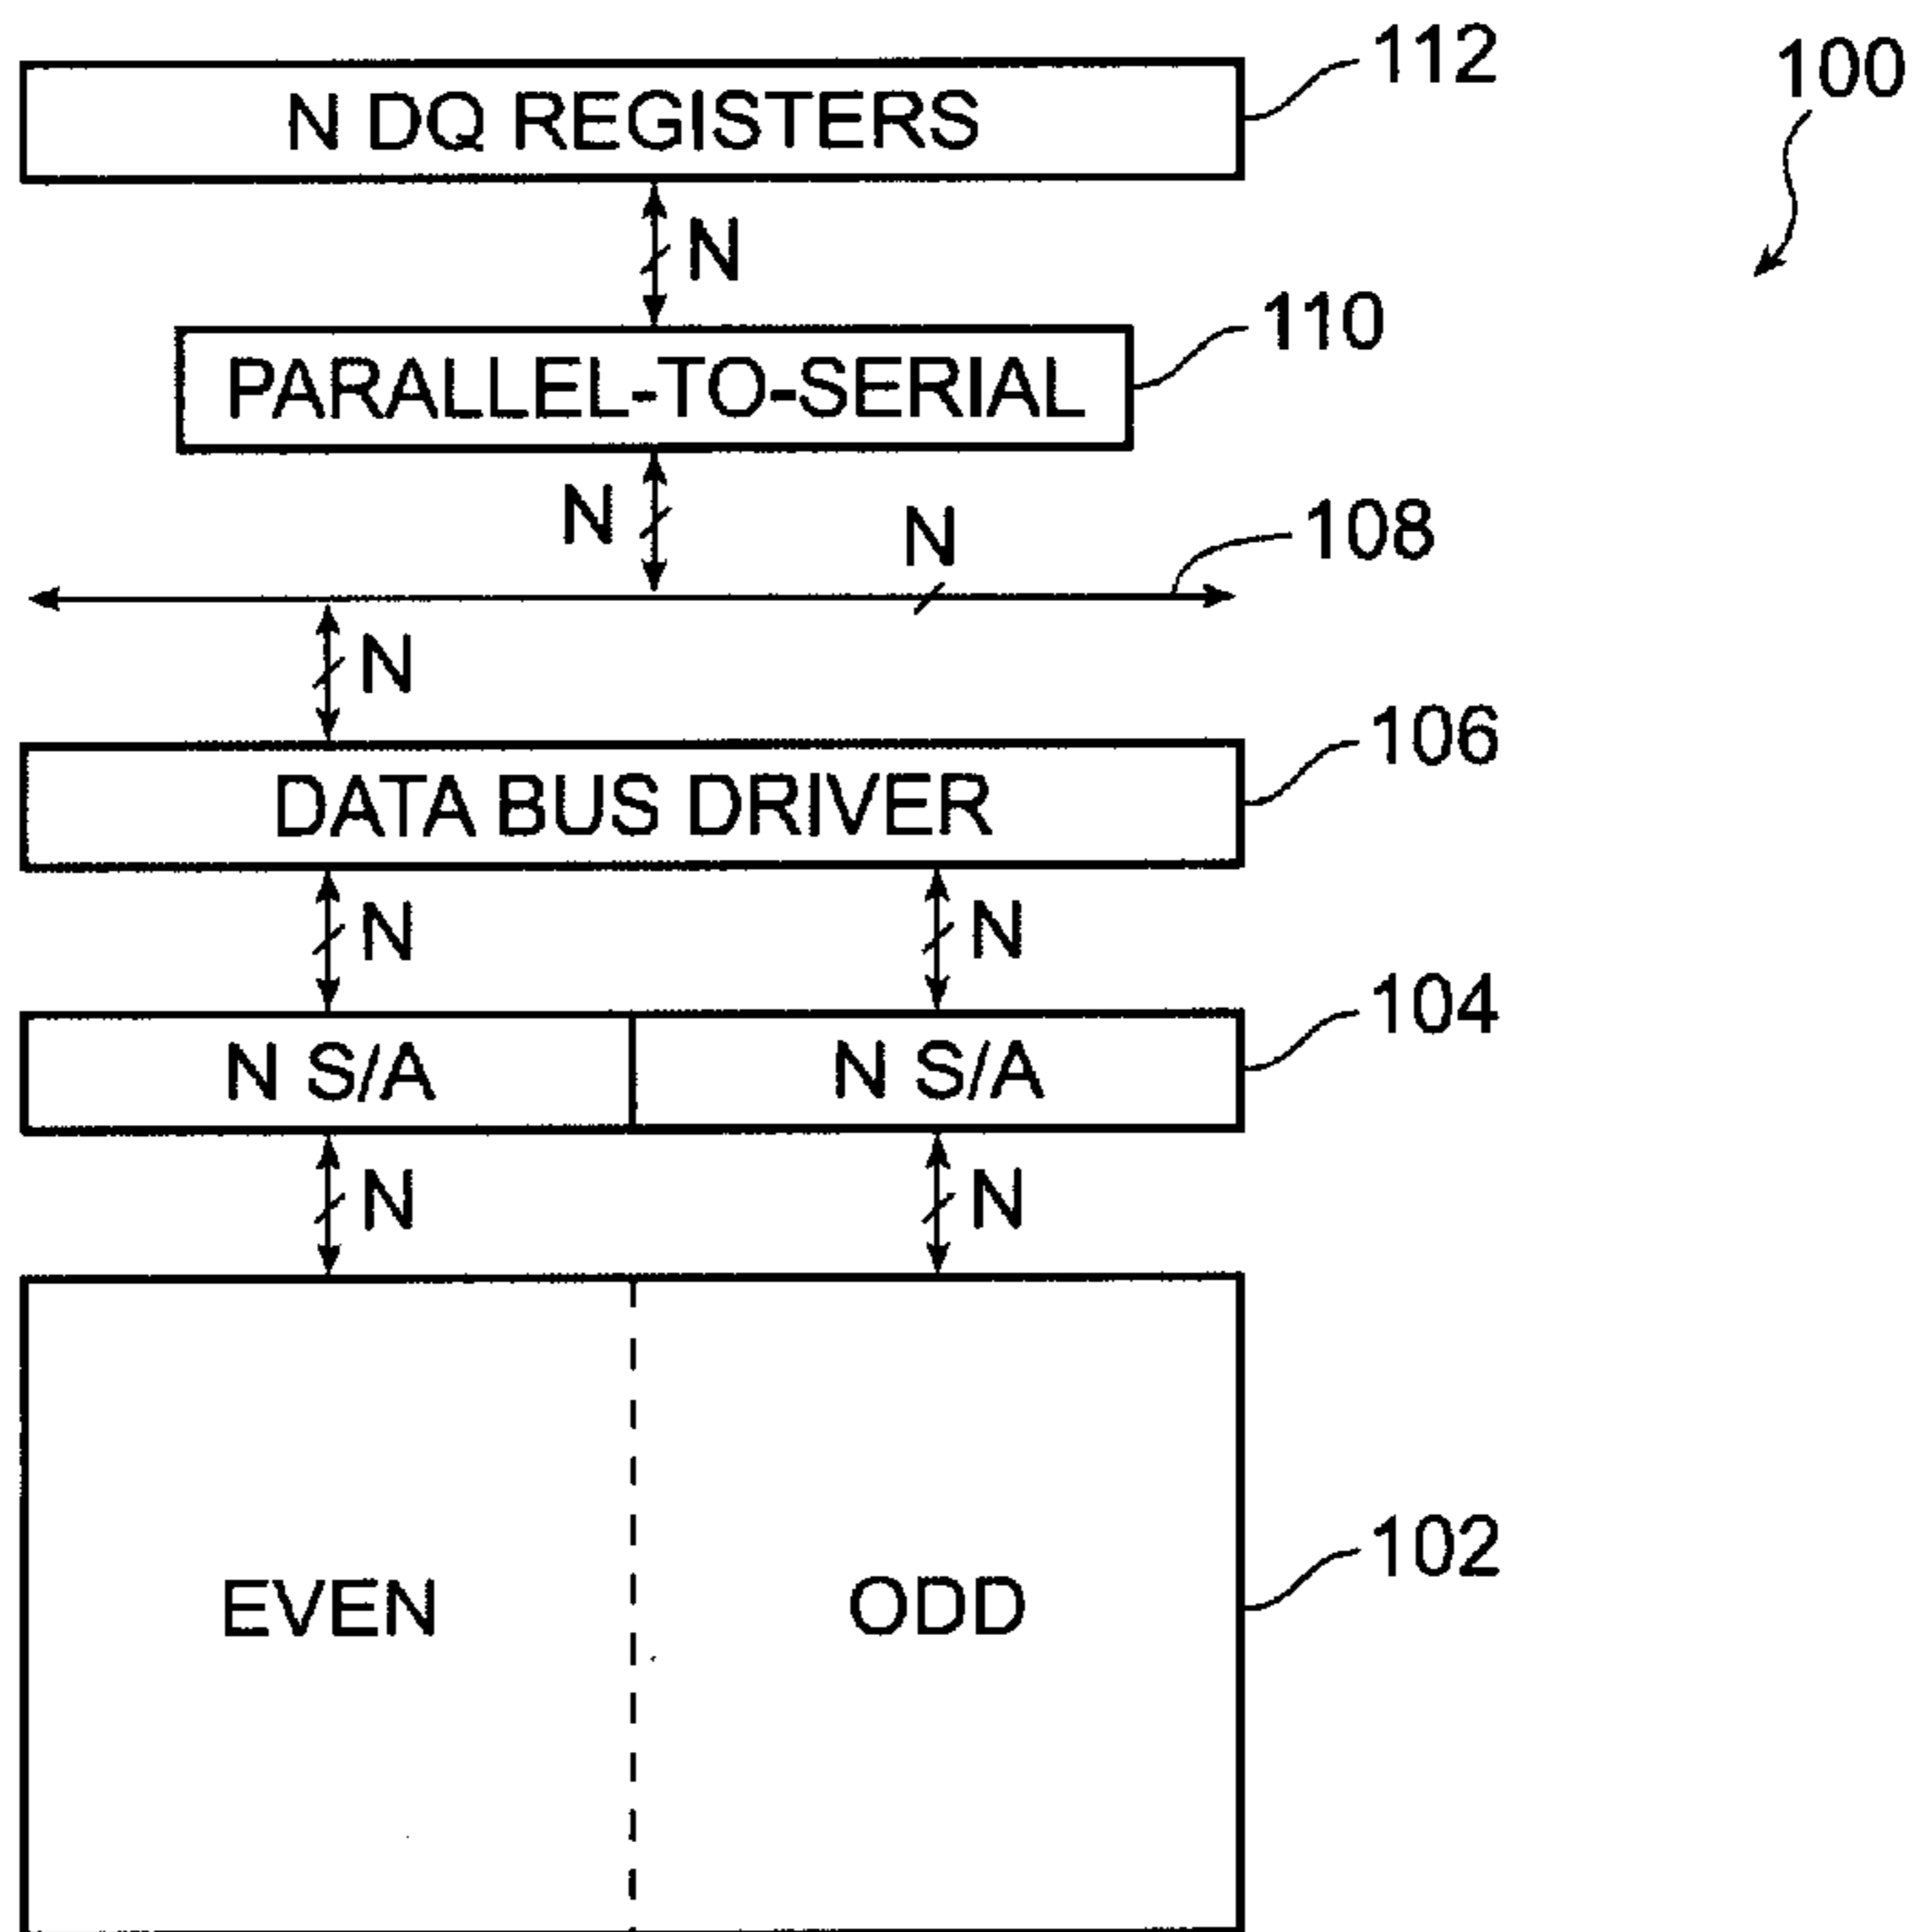 112
100
N DQ REGISTERS
N
110
PARALLEL-TO-SERIAL
N
N
108
N
106
DATA BUS DRIVER
N
N
104
N S/A
N S/A
N
N
102
EVEN
ODD